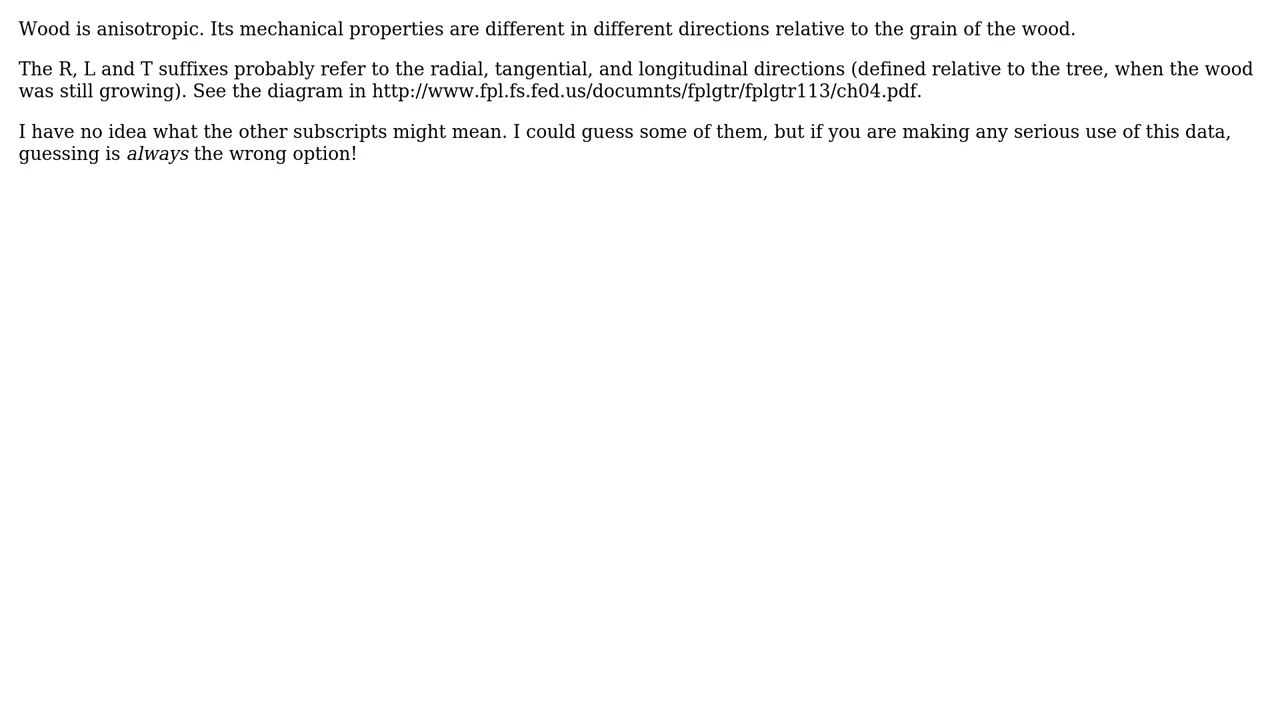 Wood is anisotropic. Its mechanical properties are different in different directions relative to the grain of the wood.
The R, L and T suffixes probably refer to the radial, tangential, and longitudinal directions (defined relative to the tree, when the wood
was still growing). See the diagram in http://www.fpl.fs.fed.us/documnts/fplgtr/fplgtr113/ch04.pdf.
I have no idea what the other subscripts might mean. I could guess some of them, but if you are making any serious use of this data,
guessing is always the wrong option!